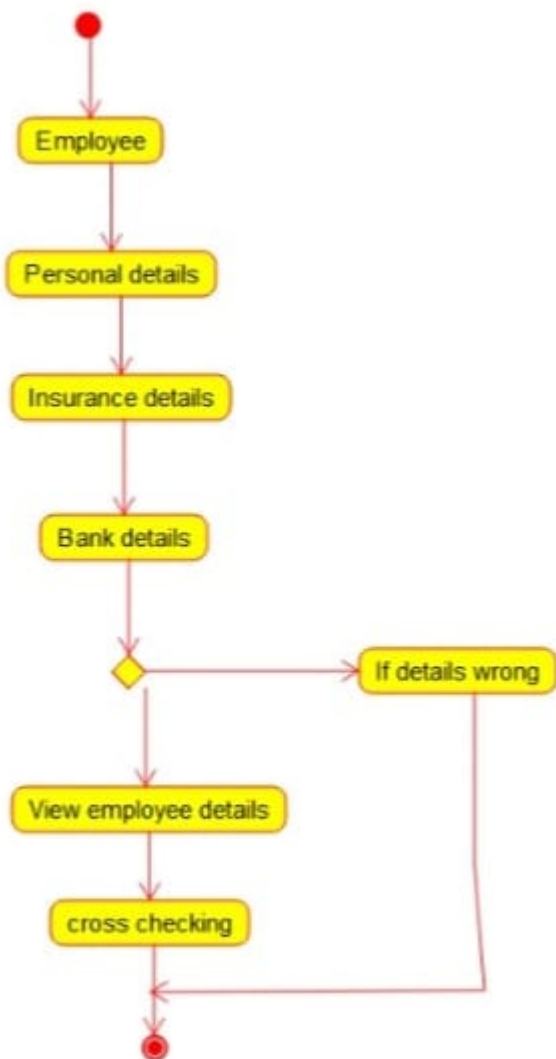 Employee
Personal details
Insurance details
Bank details
If details wrong
View employee details
cross checking